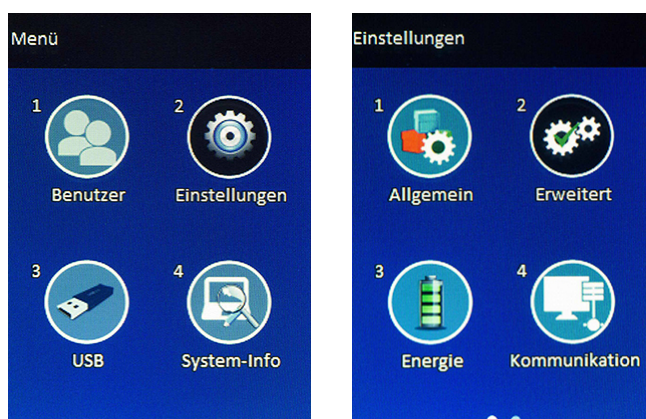 Menü
1
2
Benutzer
Einstellungen
3
4
USB
System-Info
Einstellungen
1
2
Allgemein
Erweitert
3
4
Energie
Kommunikation